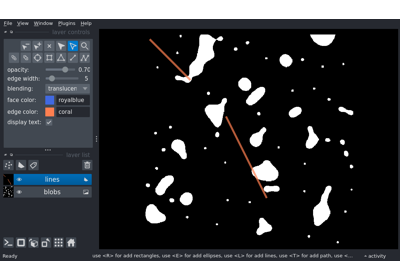 File View Window Plugins Help
layer controls
opacity: 0.70
edge width: 5
blending: translucen
face color: royalblue
edge color: coral
display text:
layer list
lines
blobs
Ready use <R> for add rectangles, use <E> for add ellipses, use <L> for add lines, use <T> for add path, use <... activity